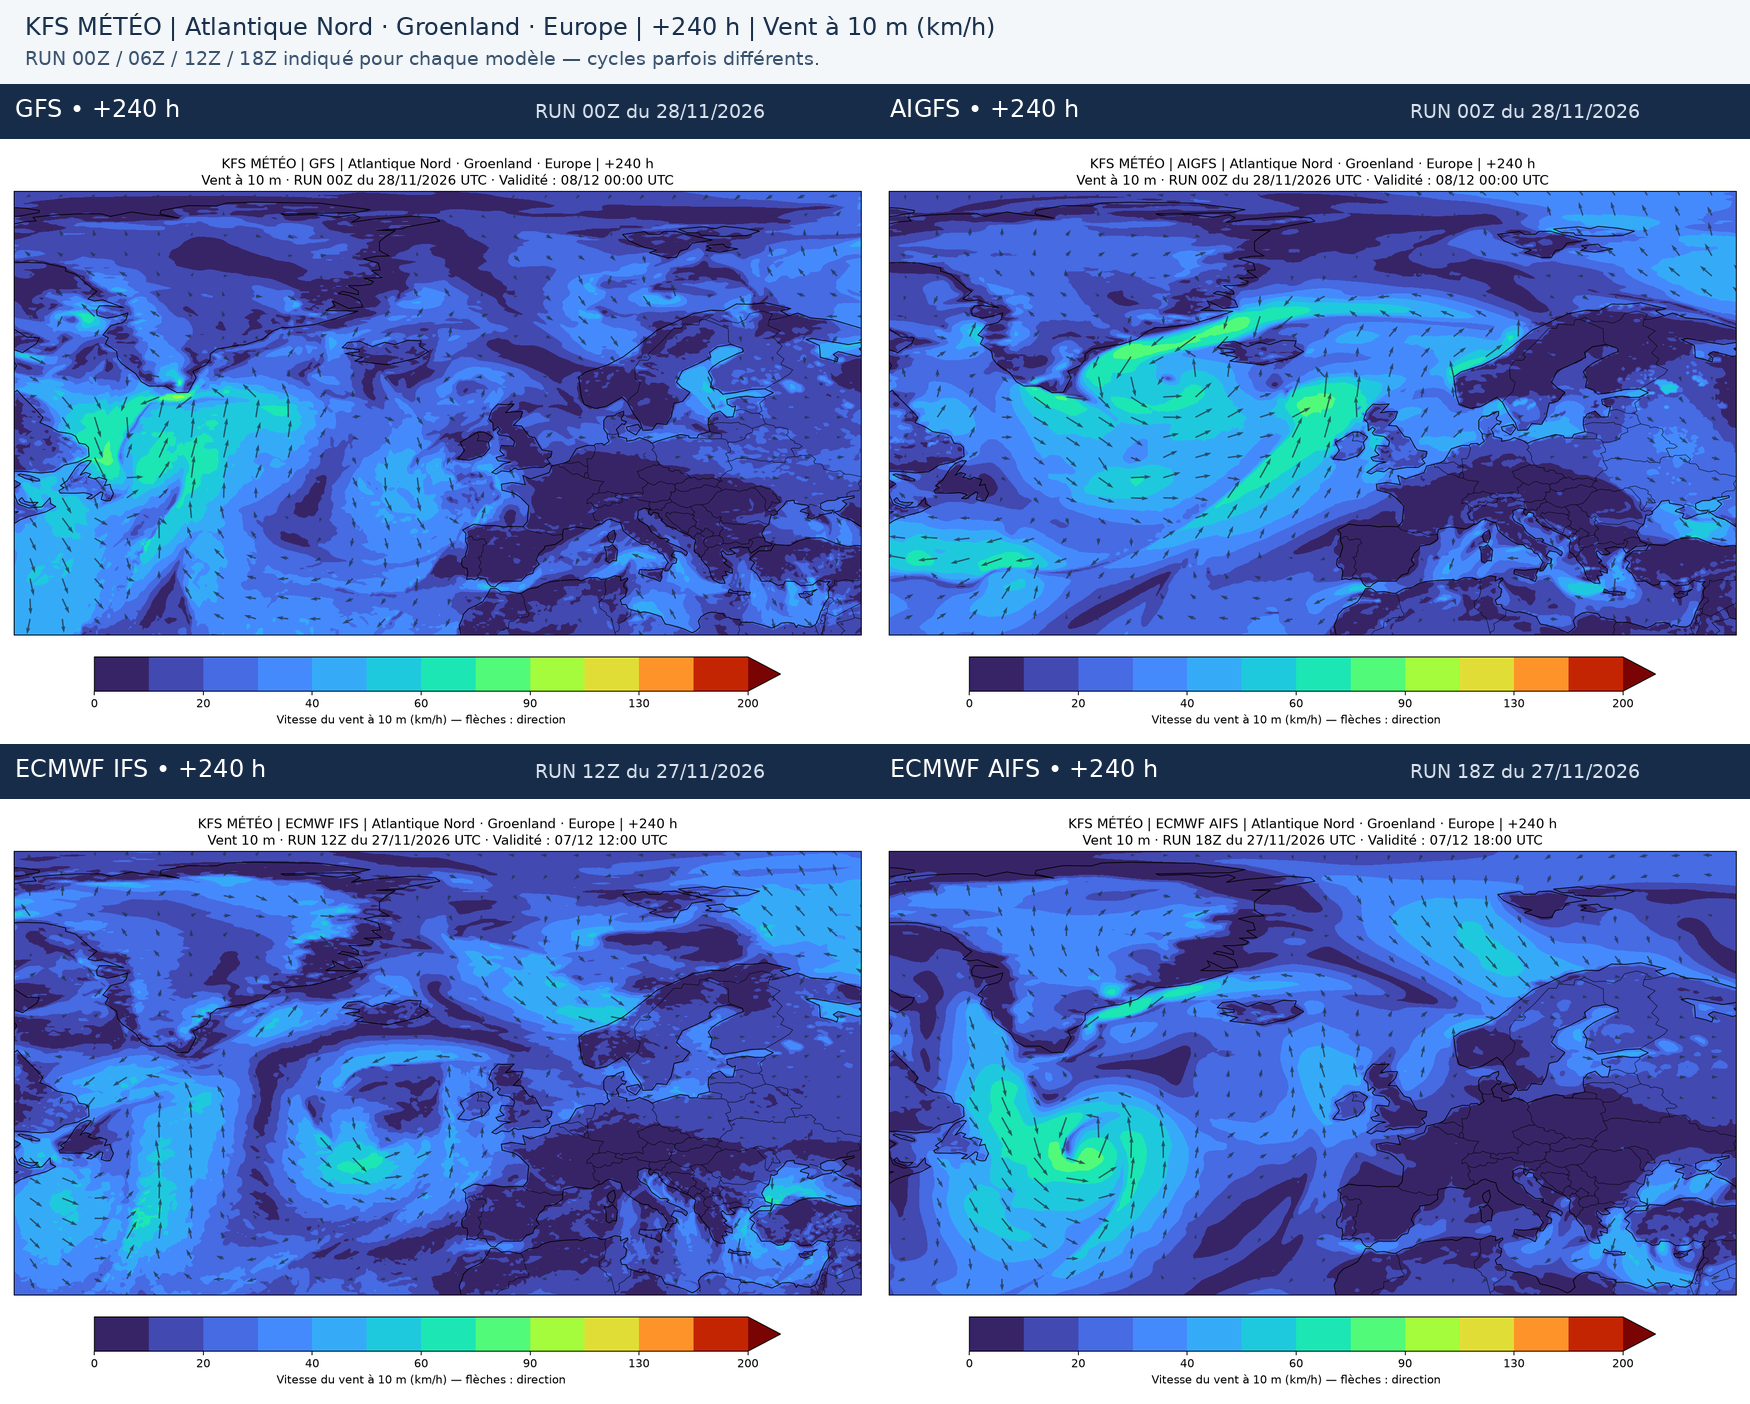 KFS MÉTÉO | Atlantique Nord · Groenland · Europe | +240 h | Vent à 10 m (km/h)
RUN 00Z / 06Z / 12Z / 18Z indiqué pour chaque modèle — cycles parfois différents.
GFS • +240 h
RUN 00Z du 28/11/2026
AIGFS • +240 h
RUN 00Z du 28/11/2026
KFS MÉTÉO | GFS | Atlantique Nord · Groenland · Europe | +240 h
Vent à 10 m · RUN 00Z du 28/11/2026 UTC · Validité : 08/12 00:00 UTC
KFS MÉTÉO | AIGFS | Atlantique Nord · Groenland · Europe | +240 h
Vent à 10 m · RUN 00Z du 28/11/2026 UTC · Validité : 08/12 00:00 UTC
0 20 40 60 90 130 200
Vitesse du vent à 10 m (km/h) — flèches : direction
0 20 40 60 90 130 200
Vitesse du vent à 10 m (km/h) — flèches : direction
ECMWF IFS • +240 h
RUN 12Z du 27/11/2026
ECMWF AIFS • +240 h
RUN 18Z du 27/11/2026
KFS MÉTÉO | ECMWF IFS | Atlantique Nord · Groenland · Europe | +240 h
Vent 10 m · RUN 12Z du 27/11/2026 UTC · Validité : 07/12 12:00 UTC
KFS MÉTÉO | ECMWF AIFS | Atlantique Nord · Groenland · Europe | +240 h
Vent 10 m · RUN 18Z du 27/11/2026 UTC · Validité : 07/12 18:00 UTC
0 20 40 60 90 130 200
Vitesse du vent à 10 m (km/h) — flèches : direction
0 20 40 60 90 130 200
Vitesse du vent à 10 m (km/h) — flèches : direction